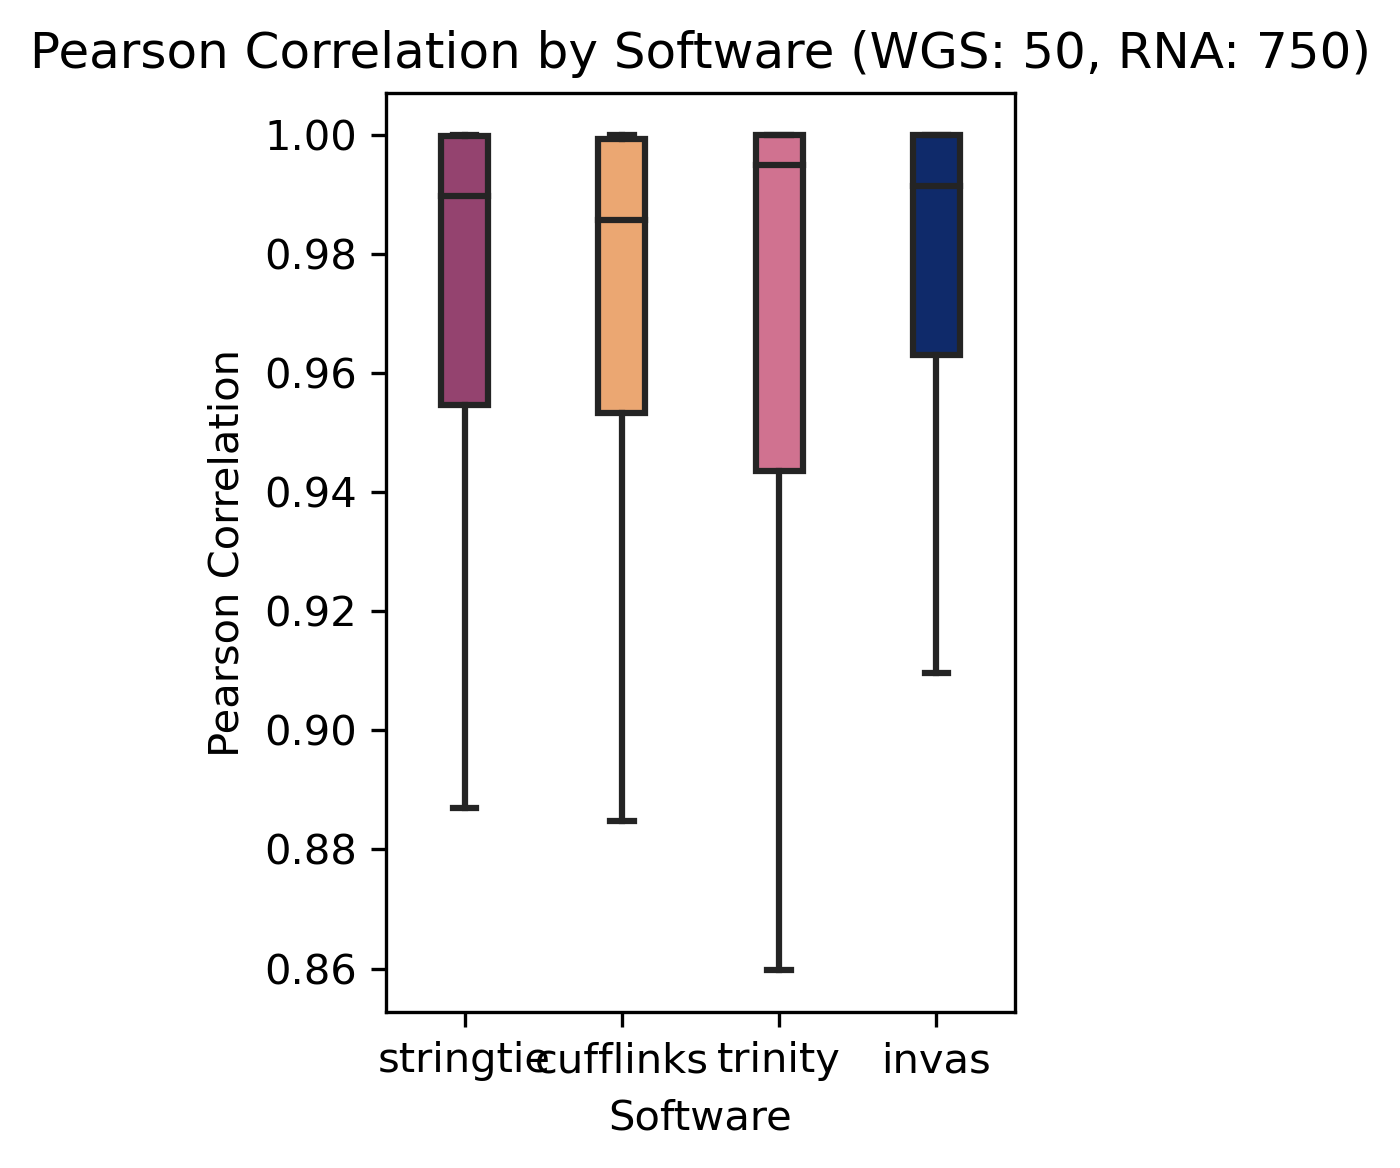 Pearson Correlation by Software (WGS: 50, RNA: 750)
Pearson Correlation
1.00
0.98
0.96
0.94
0.92
0.90
0.88
0.86
stringtie cufflinks trinity invas
Software